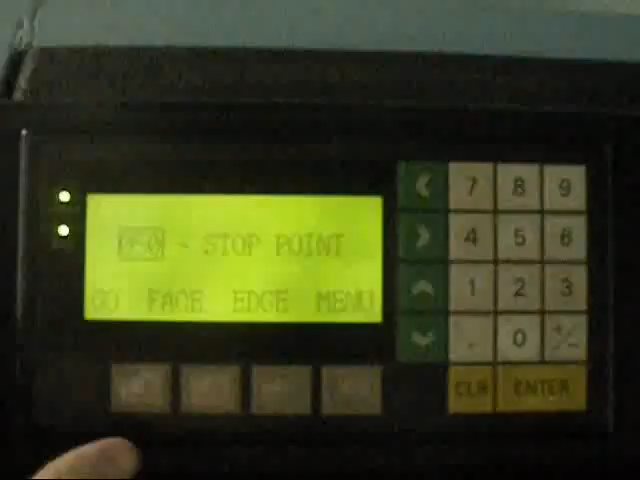 - STOP POINT
GO FACE EDGE MENU
7 8 9
4 5 6
1 2 3
. 0 +/-
CLR ENTER